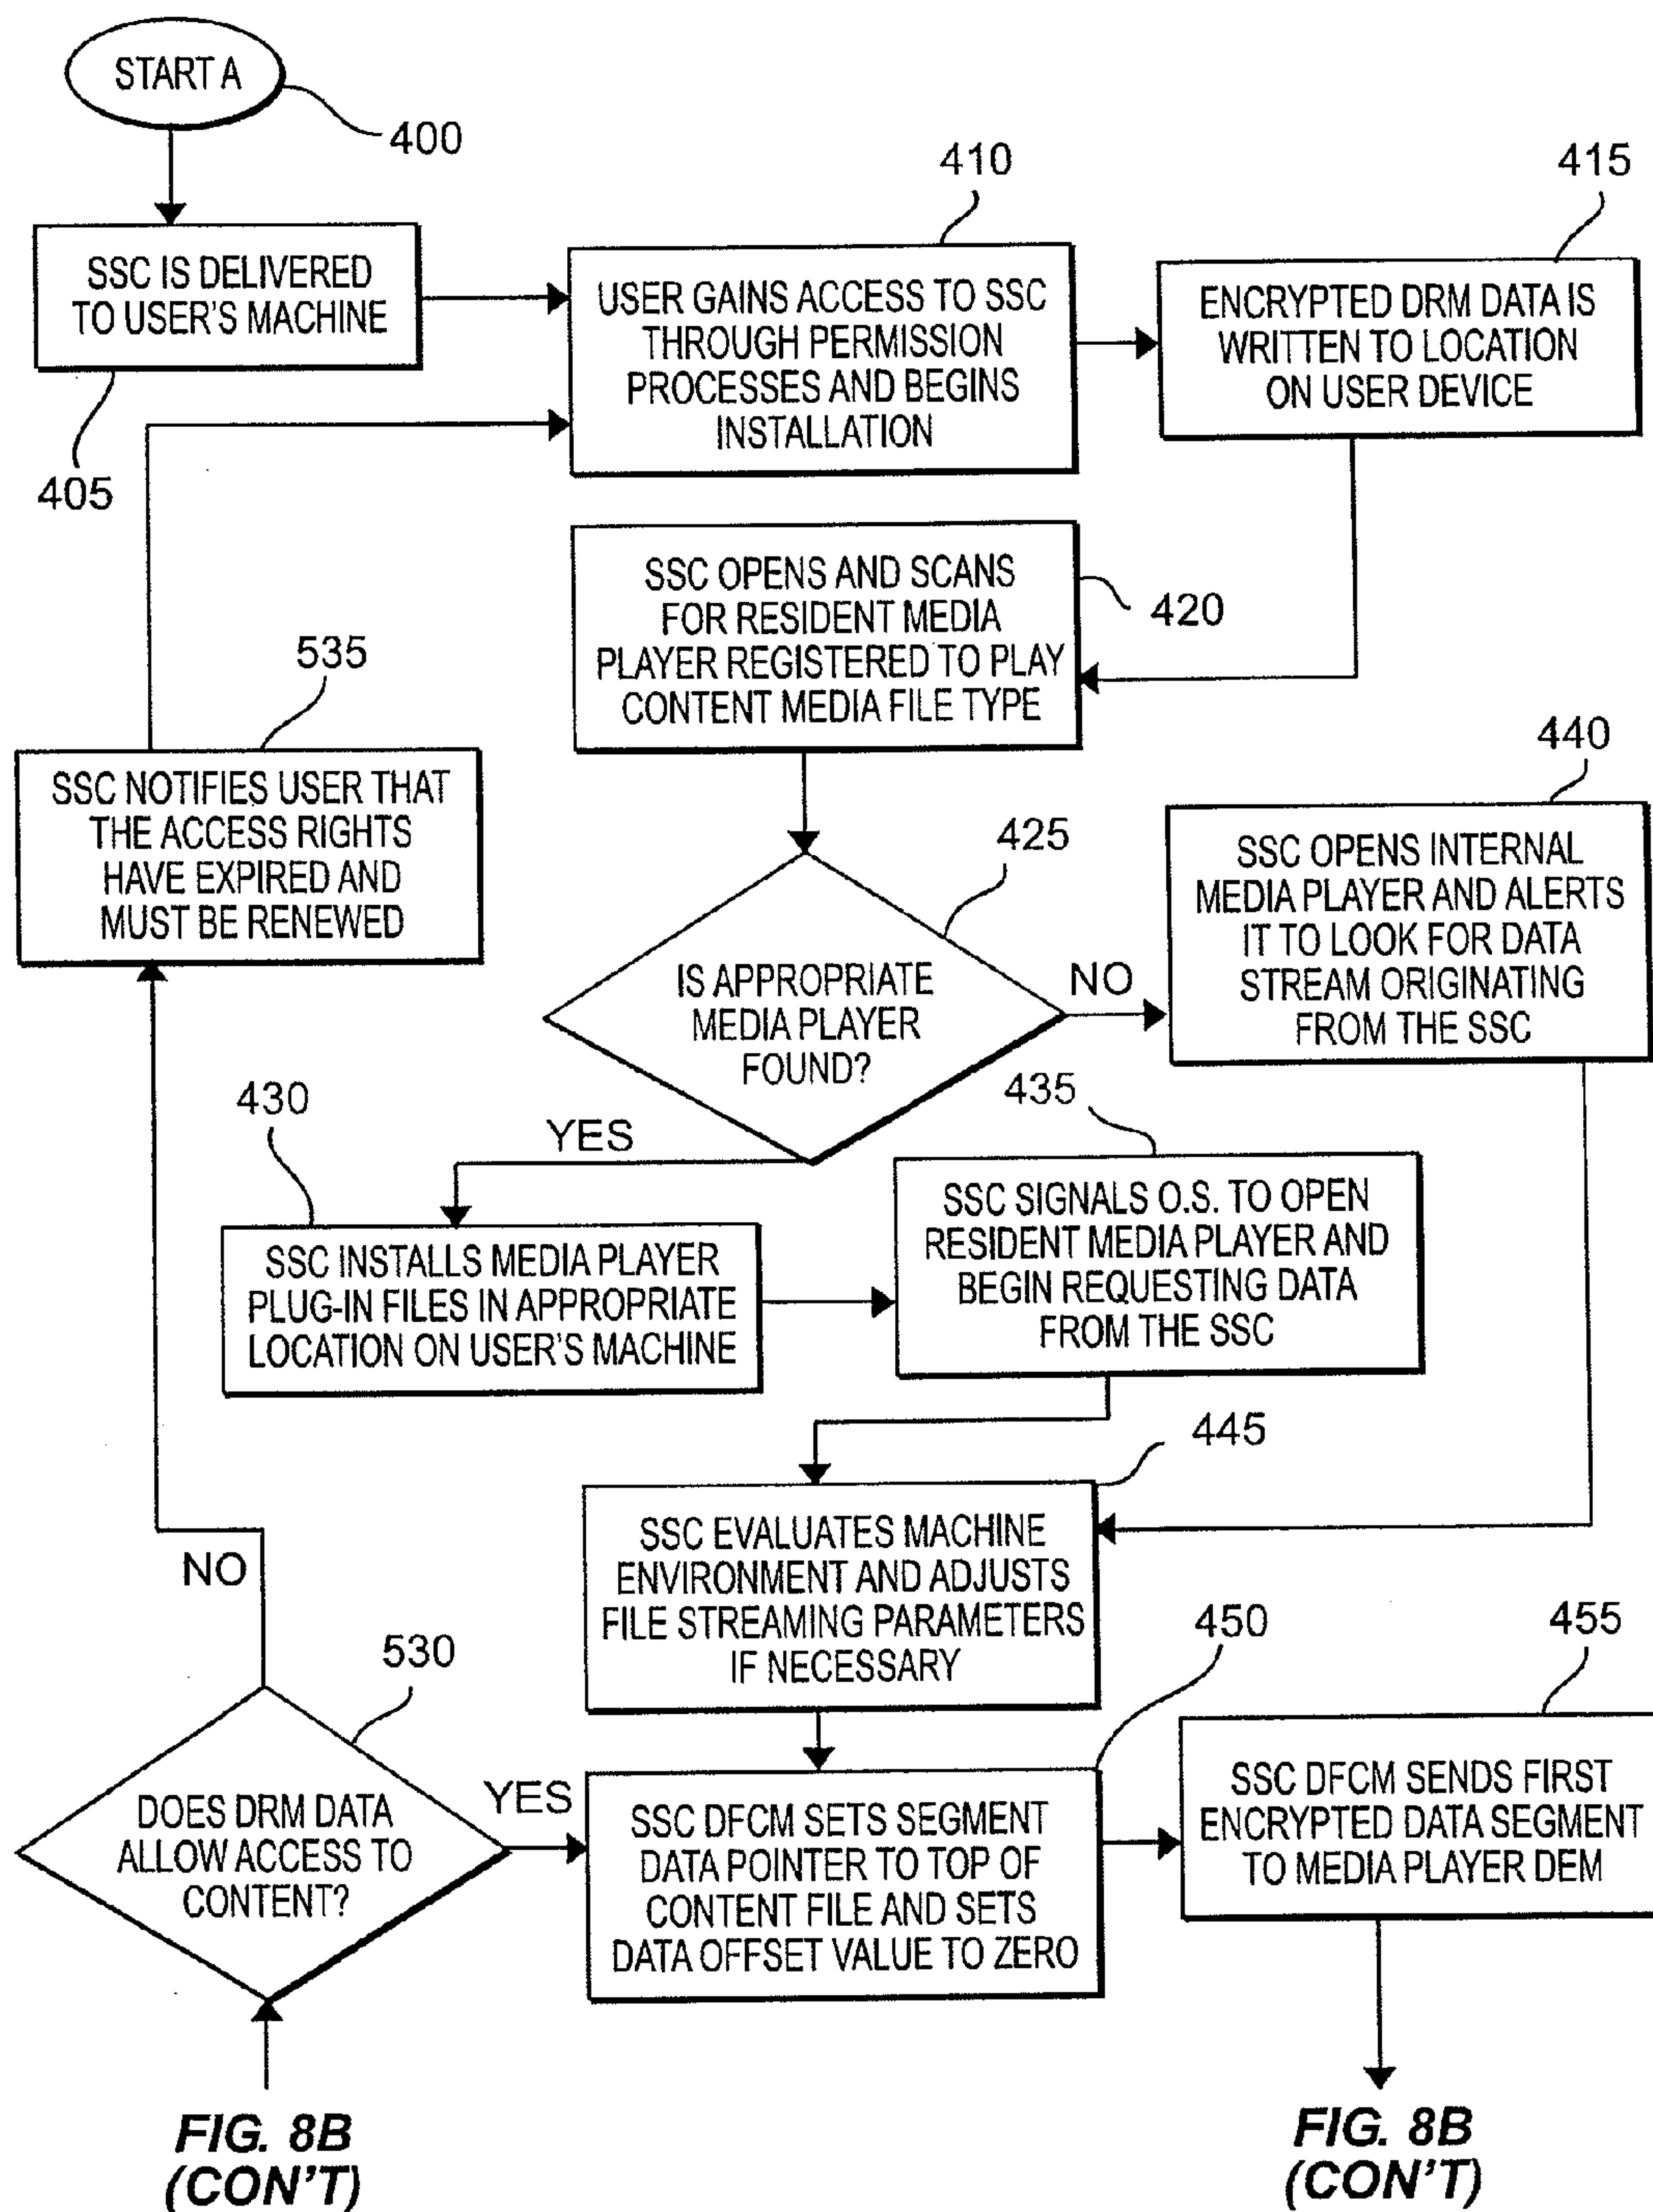 START A
400
SSC IS DELIVERED
TO USER'S MACHINE
405
410
USER GAINS ACCESS TO SSC
THROUGH PERMISSION
PROCESSES AND BEGINS
INSTALLATION
415
ENCRYPTED DRM DATA IS
WRITTEN TO LOCATION
ON USER DEVICE
SSC OPENS AND SCANS
FOR RESIDENT MEDIA
PLAYER REGISTERED TO PLAY
CONTENT MEDIA FILE TYPE
420
535
SSC NOTIFIES USER THAT
THE ACCESS RIGHTS
HAVE EXPIRED AND
MUST BE RENEWED
425
IS APPROPRIATE
MEDIA PLAYER
FOUND?
NO
440
SSC OPENS INTERNAL
MEDIA PLAYER AND ALERTS
IT TO LOOK FOR DATA
STREAM ORIGINATING
FROM THE SSC
YES
430
SSC INSTALLS MEDIA PLAYER
PLUG-IN FILES IN APPROPRIATE
LOCATION ON USER'S MACHINE
435
SSC SIGNALS O.S. TO OPEN
RESIDENT MEDIA PLAYER AND
BEGIN REQUESTING DATA
FROM THE SSC
445
SSC EVALUATES MACHINE
ENVIRONMENT AND ADJUSTS
FILE STREAMING PARAMETERS
IF NECESSARY
NO
530
DOES DRM DATA
ALLOW ACCESS TO
CONTENT?
YES
450
SSC DFCM SETS SEGMENT
DATA POINTER TO TOP OF
CONTENT FILE AND SETS
DATA OFFSET VALUE TO ZERO
455
SSC DFCM SENDS FIRST
ENCRYPTED DATA SEGMENT
TO MEDIA PLAYER DEM
FIG. 8B
(CON'T)
FIG. 8B
(CON'T)